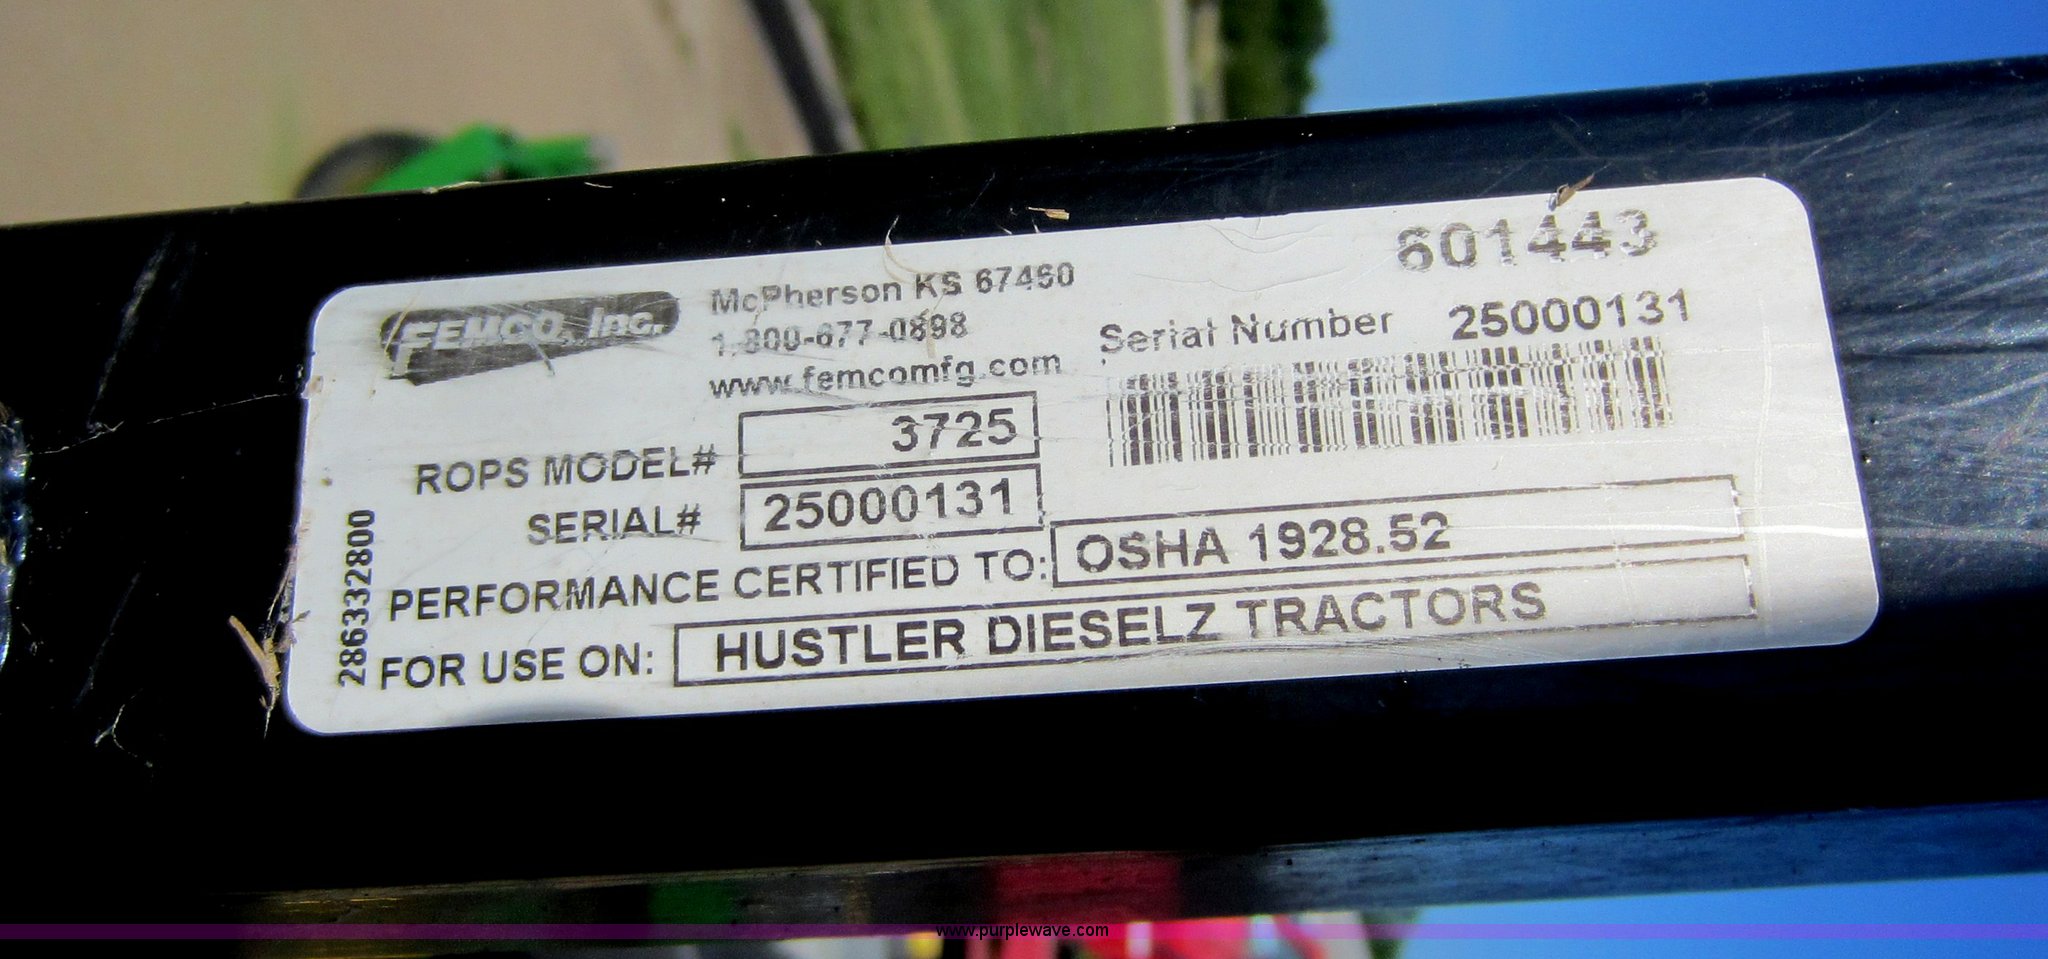 FEMCO, Inc.
McPherson KS 67460
1-800-677-0898
www.femcomfg.com
601443
Serial Number 25000131
ROPS MODEL# 3725
SERIAL# 25000131
PERFORMANCE CERTIFIED TO: OSHA 1928.52
FOR USE ON: HUSTLER DIESELZ TRACTORS
286332800
www.purplewave.com